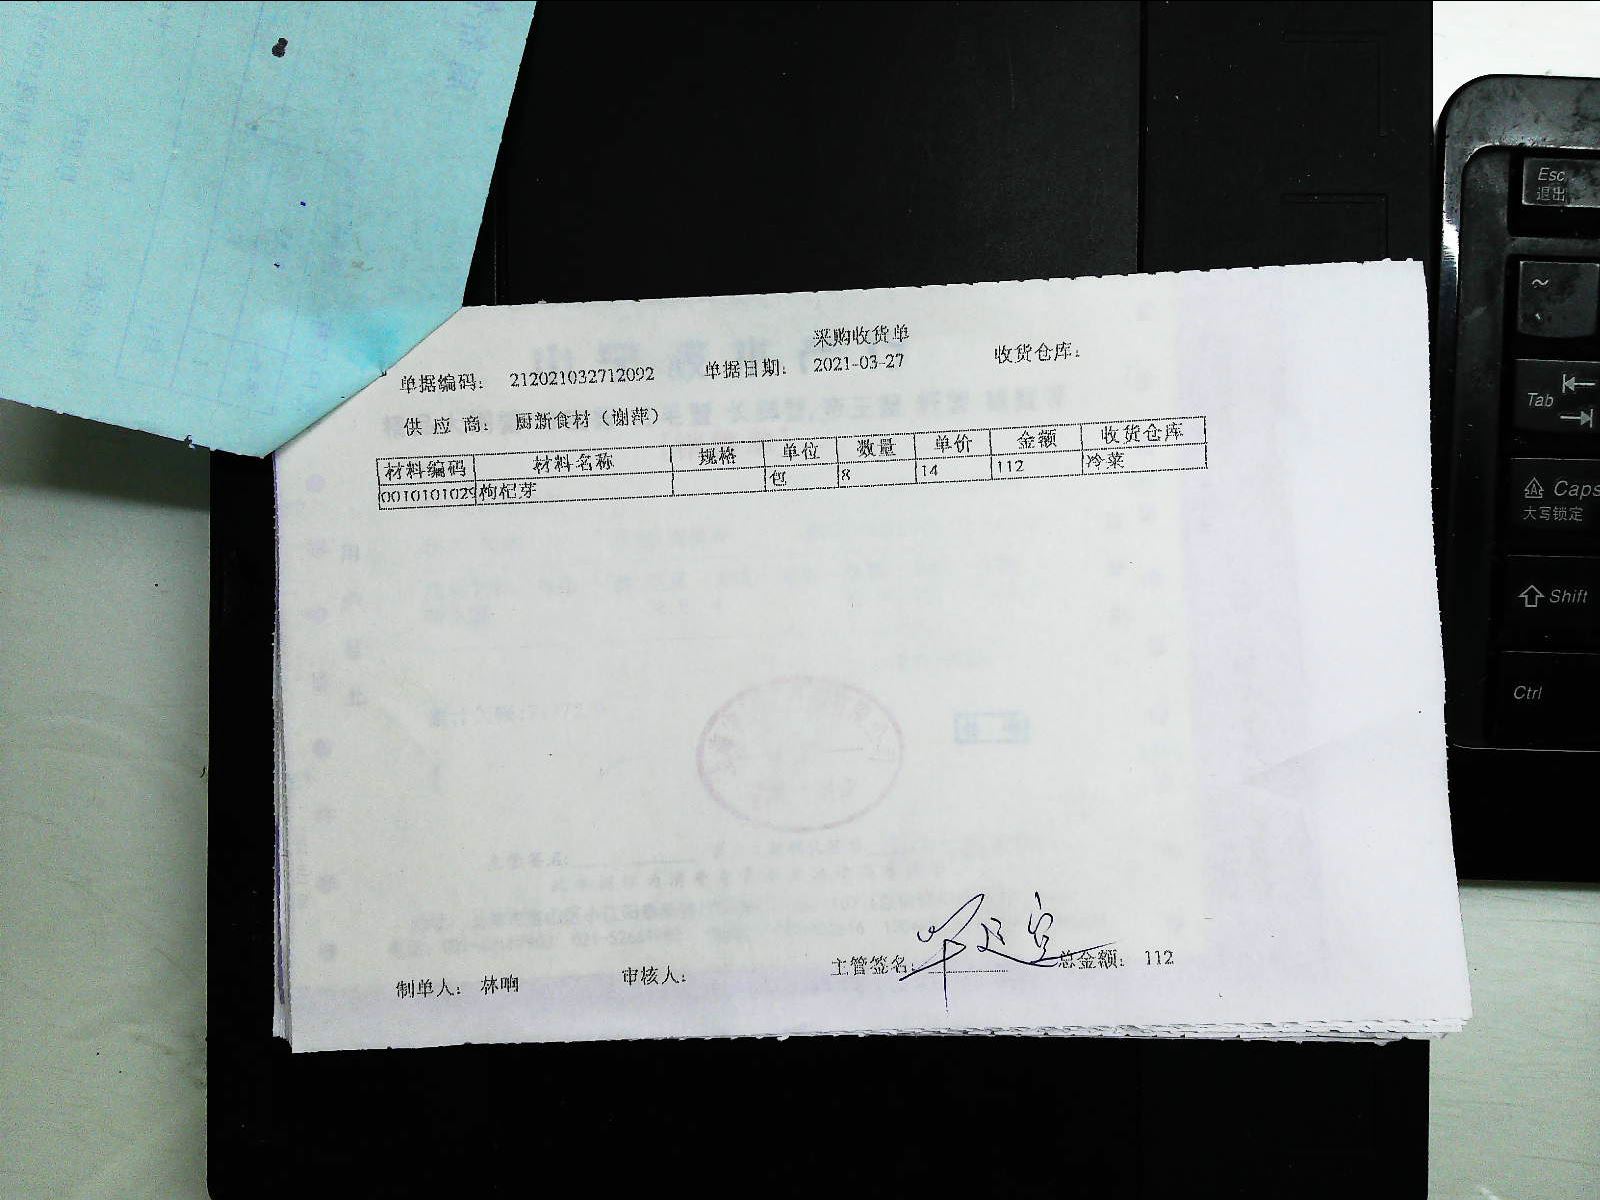 采购收货单
单据编码： 212021032712092 单据日期： 2021-03-27 收货仓库：
供 应 商： 厨新食材（谢萍）
材料编码 材料名称 规格 单位 数量 单价 金额 收货仓库
0010101029 枸杞芽 包 8 14 112 冷菜
制单人： 林响 审核人： 主管签名： 总金额： 112
Esc
退出
~
Tab
Caps
大写锁定
Shift
Ctrl